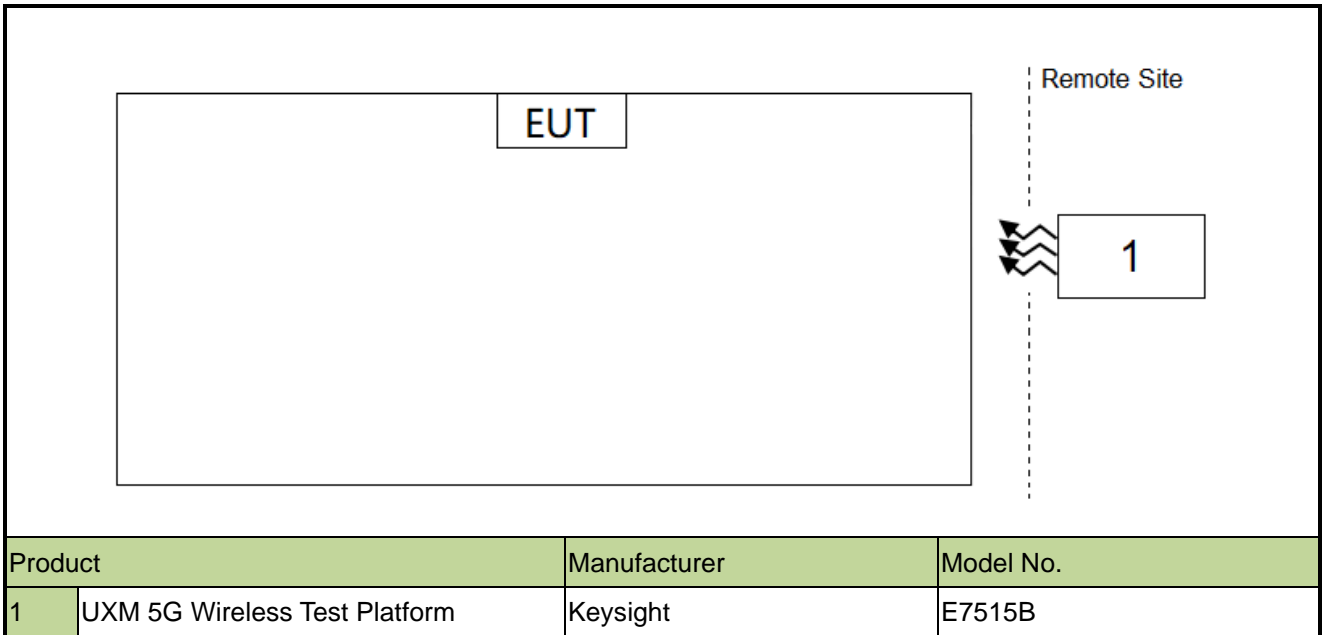 Remote Site
EUT
1
Product Manufacturer Model No.
1 UXM 5G Wireless Test Platform Keysight E7515B